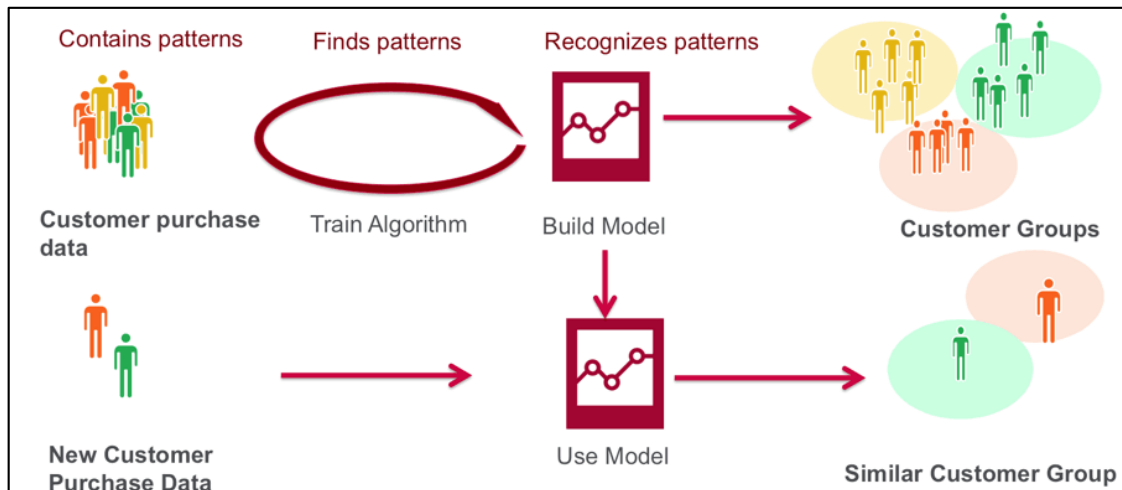 Contains patterns
Finds patterns
Recognizes patterns
Customer purchase
data
Train Algorithm
Build Model
Customer Groups
New Customer
Purchase Data
Use Model
Similar Customer Group